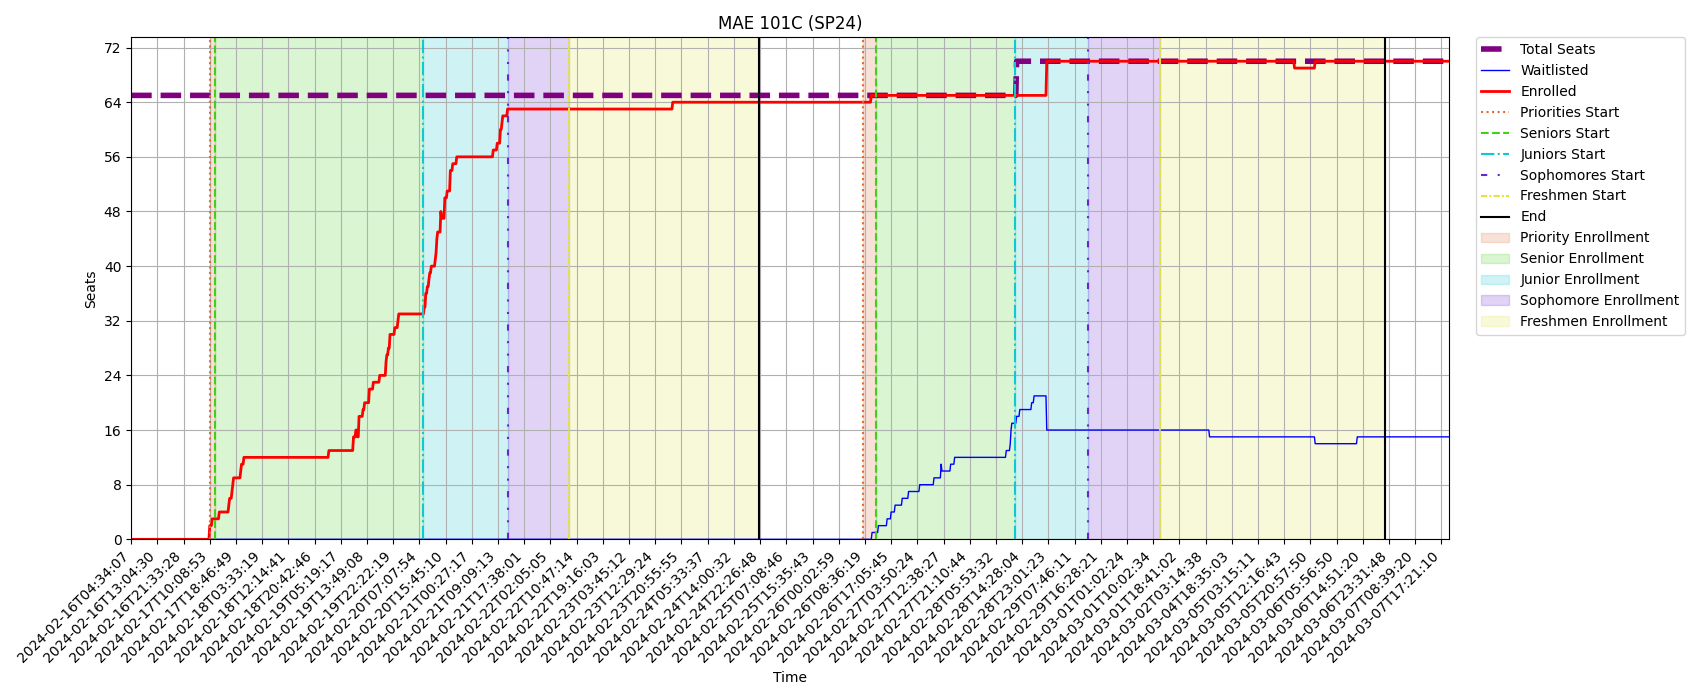 MAE 101C (SP24)
72
64
56
48
40
32
24
16
8
0
Seats
2024-02-16T04:34:07
2024-02-16T13:04:30
2024-02-16T21:33:28
2024-02-17T10:08:53
2024-02-17T18:46:49
2024-02-18T03:33:19
2024-02-18T12:14:41
2024-02-18T20:42:46
2024-02-19T05:19:17
2024-02-19T13:49:08
2024-02-19T22:22:19
2024-02-20T07:07:54
2024-02-20T15:45:10
2024-02-21T00:27:17
2024-02-21T09:09:13
2024-02-21T17:38:01
2024-02-22T02:05:05
2024-02-22T10:47:14
2024-02-22T19:16:03
2024-02-23T03:45:12
2024-02-23T12:29:24
2024-02-23T20:55:55
2024-02-24T05:33:37
2024-02-24T14:00:32
2024-02-24T22:26:48
2024-02-25T07:08:46
2024-02-25T15:35:43
2024-02-26T00:02:59
2024-02-26T08:36:19
2024-02-26T17:05:45
2024-02-27T03:50:24
2024-02-27T12:38:27
2024-02-27T21:10:44
2024-02-28T05:53:32
2024-02-28T14:28:04
2024-02-28T23:01:23
2024-02-29T07:46:11
2024-02-29T16:28:21
2024-03-01T01:02:24
2024-03-01T10:02:34
2024-03-01T18:41:02
2024-03-02T03:14:38
2024-03-04T18:35:03
2024-03-05T03:15:11
2024-03-05T12:16:43
2024-03-05T20:57:50
2024-03-06T05:56:50
2024-03-06T14:51:20
2024-03-06T23:31:48
2024-03-07T08:39:20
2024-03-07T17:21:10
Time
Total Seats
Waitlisted
Enrolled
Priorities Start
Seniors Start
Juniors Start
Sophomores Start
Freshmen Start
End
Priority Enrollment
Senior Enrollment
Junior Enrollment
Sophomore Enrollment
Freshmen Enrollment